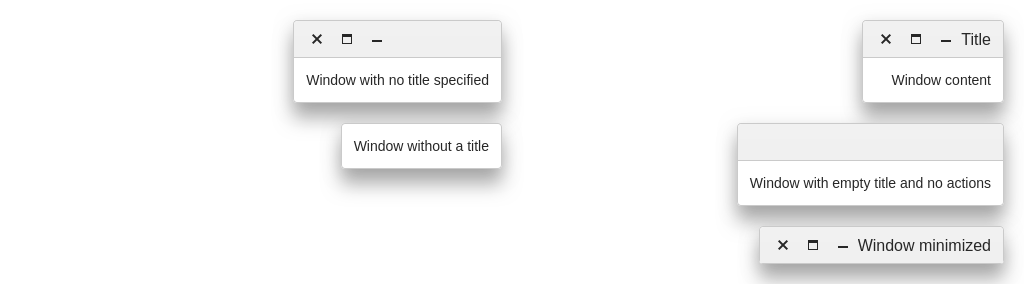 Title
Window content
Window with no title specified
Window without a title
Window with empty title and no actions
Window minimized